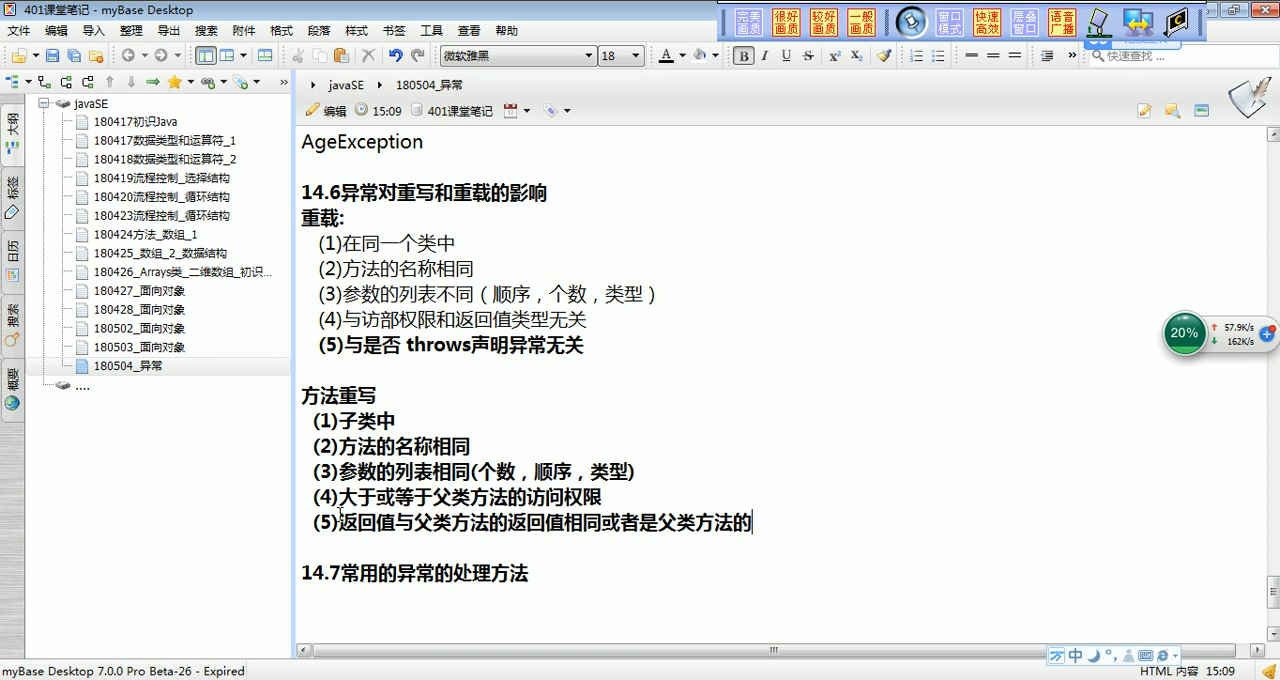 401课堂笔记 - myBase Desktop
完美画质 很好画质 较好画质 一般画质 窗口模式 快速高效 层叠窗口 语音广播
文件 编辑 导入 整理 导出 搜索 附件 格式 段落 样式 书签 工具 查看 帮助
微软雅黑 18 B I U S X² X₂ 快速查找 ...
javaSE 180504_异常
编辑 15:09 401课堂笔记
大纲
标签
日历
搜索
概要
javaSE
180417初识Java
180417数据类型和运算符_1
180418数据类型和运算符_2
180419流程控制_选择结构
180420流程控制_循环结构
180423流程控制_循环结构
180424方法_数组_1
180425_数组_2_数据结构
180426_Arrays类_二维数组_初识...
180427_面向对象
180428_面向对象
180502_面向对象
180503_面向对象
180504_异常
....
AgeException
14.6异常对重写和重载的影响
重载:
(1)在同一个类中
(2)方法的名称相同
(3)参数的列表不同（顺序，个数，类型）
(4)与访部权限和返回值类型无关
(5)与是否 throws声明异常无关
方法重写
(1)子类中
(2)方法的名称相同
(3)参数的列表相同(个数，顺序，类型)
(4)大于或等于父类方法的访问权限
(5)返回值与父类方法的返回值相同或者是父类方法的
14.7常用的异常的处理方法
20% 57.9K/s
162K/s
中
myBase Desktop 7.0.0 Pro Beta-26 - Expired
HTML 内容 15:09